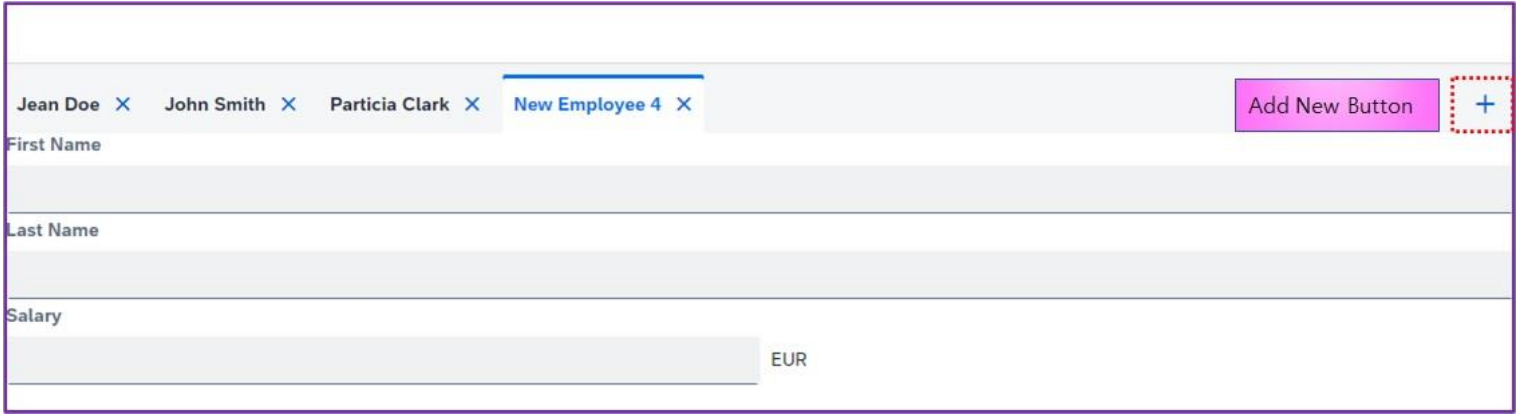 Jean Doe × John Smith × Particia Clark × New Employee 4 × Add New Button +
First Name
Last Name
Salary
EUR